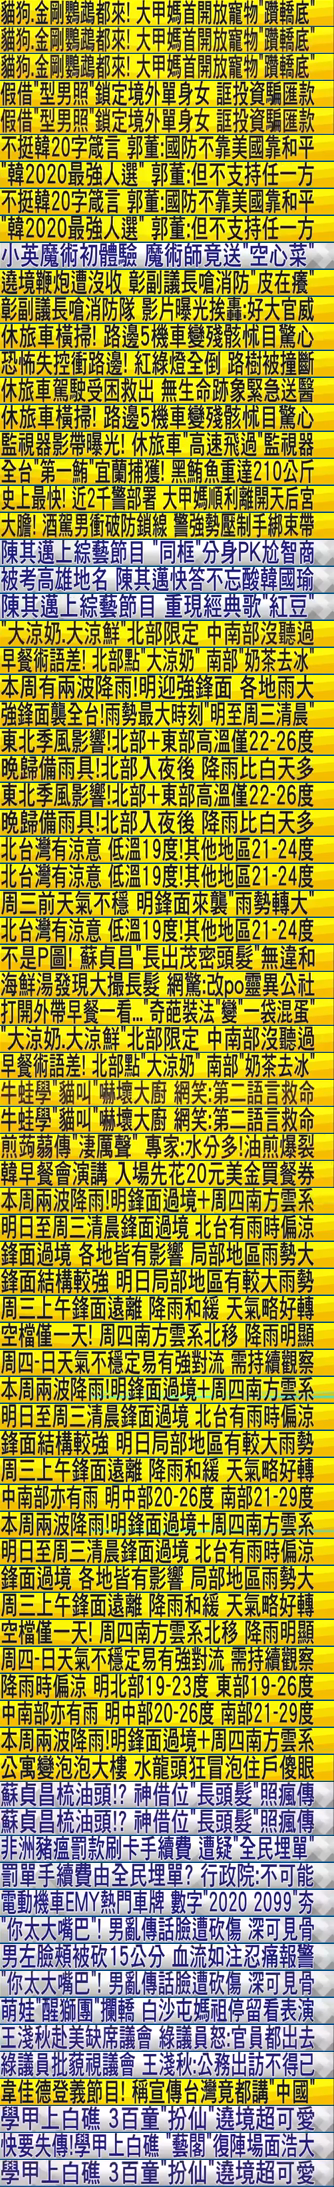 貓狗.金剛鸚鵡都來! 大甲媽首開放寵物"躦轎底"
貓狗.金剛鸚鵡都來! 大甲媽首開放寵物"躦轎底"
貓狗.金剛鸚鵡都來! 大甲媽首開放寵物"躦轎底"
假借"型男照"鎖定境外單身女 誆投資騙匯款
假借"型男照"鎖定境外單身女 誆投資騙匯款
不挺韓20字箴言 郭董:國防不靠美國靠和平
"韓2020最強人選" 郭董:但不支持任一方
不挺韓20字箴言 郭董:國防不靠美國靠和平
"韓2020最強人選" 郭董:但不支持任一方
小英魔術初體驗 魔術師竟送"空心菜"
遶境鞭炮遭沒收 彰副議長嗆消防"皮在癢"
彰副議長嗆消防隊 影片曝光挨轟:好大官威
休旅車橫掃! 路邊5機車變殘骸怵目驚心
恐怖失控衝路邊! 紅綠燈全倒 路樹被撞斷
休旅車駕駛受困救出 無生命跡象緊急送醫
休旅車橫掃! 路邊5機車變殘骸怵目驚心
監視器影帶曝光! 休旅車"高速飛過"監視器
全台"第一鮪"宜蘭捕獲! 黑鮪魚重達210公斤
史上最快! 近2千警部署 大甲媽順利離開天后宮
大膽! 酒駕男衝破防鎖線 警強勢壓制手綁束帶
陳其邁上綜藝節目 "同框"分身PK尬智商
被考高雄地名 陳其邁快答不忘酸韓國瑜
陳其邁上綜藝節目 重現經典歌"紅豆"
"大涼奶.大涼鮮"北部限定 中南部沒聽過
早餐術語差! 北部點"大涼奶" 南部"奶茶去冰"
本周有兩波降雨!明迎強鋒面 各地雨大
強鋒面襲全台!雨勢最大時刻"明至周三清晨"
東北季風影響!北部+東部高溫僅22-26度
晚歸備雨具!北部入夜後 降雨比白天多
東北季風影響!北部+東部高溫僅22-26度
晚歸備雨具!北部入夜後 降雨比白天多
北台灣有涼意 低溫19度!其他地區21-24度
北台灣有涼意 低溫19度!其他地區21-24度
周三前天氣不穩 明鋒面來襲"雨勢轉大"
北台灣有涼意 低溫19度!其他地區21-24度
不是P圖! 蘇貞昌"長出茂密頭髮"無違和
海鮮湯發現大撮長髮 網驚:改po靈異公社
打開外帶早餐一看…"奇葩裝法"變"一袋混蛋"
"大涼奶.大涼鮮"北部限定 中南部沒聽過
早餐術語差! 北部點"大涼奶" 南部"奶茶去冰"
牛蛙學"貓叫"嚇壞大廚 網笑:第二語言救命
牛蛙學"貓叫"嚇壞大廚 網笑:第二語言救命
煎蒟蒻傳"淒厲聲" 專家:水分多!油煎爆裂
韓早餐會演講 入場先花20元美金買餐券
本周兩波降雨!明鋒面過境+周四南方雲系
明日至周三清晨鋒面過境 北台有雨時偏涼
鋒面過境 各地皆有影響 局部地區雨勢大
鋒面結構較強 明日局部地區有較大雨勢
周三上午鋒面遠離 降雨和緩 天氣略好轉
空檔僅一天! 周四南方雲系北移 降雨明顯
周四-日天氣不穩定易有強對流 需持續觀察
本周兩波降雨!明鋒面過境+周四南方雲系
明日至周三清晨鋒面過境 北台有雨時偏涼
鋒面結構較強 明日局部地區有較大雨勢
周三上午鋒面遠離 降雨和緩 天氣略好轉
中南部亦有雨 明中部20-26度 南部21-29度
本周兩波降雨!明鋒面過境+周四南方雲系
明日至周三清晨鋒面過境 北台有雨時偏涼
鋒面過境 各地皆有影響 局部地區雨勢大
周三上午鋒面遠離 降雨和緩 天氣略好轉
空檔僅一天! 周四南方雲系北移 降雨明顯
周四-日天氣不穩定易有強對流 需持續觀察
降雨時偏涼 明北部19-23度 東部19-26度
中南部亦有雨 明中部20-26度 南部21-29度
本周兩波降雨!明鋒面過境+周四南方雲系
公寓變泡泡大樓 水龍頭狂冒泡住戶傻眼
蘇貞昌梳油頭!? 神借位"長頭髮"照瘋傳
蘇貞昌梳油頭!? 神借位"長頭髮"照瘋傳
非洲豬瘟罰款刷卡手續費 遭疑"全民埋單"
罰單手續費由全民埋單? 行政院:不可能
電動機車EMY熱門車牌 數字"2020 2099"夯
"你太大嘴巴"! 男亂傳話臉遭砍傷 深可見骨
男左臉頰被砍15公分 血流如注忍痛報警
"你太大嘴巴"! 男亂傳話臉遭砍傷 深可見骨
萌娃"醒獅團"攔轎 白沙屯媽祖停留看表演
王淺秋赴美缺席議會 綠議員怒:官員都出去
綠議員批藐視議會 王淺秋:公務出訪不得已
韋佳德登義節目! 稱宣傳台灣竟都講"中國"
學甲上白礁 3百童"扮仙"遶境超可愛
快要失傳!學甲上白礁 "藝閣"復陣場面浩大
學甲上白礁 3百童"扮仙"遶境超可愛